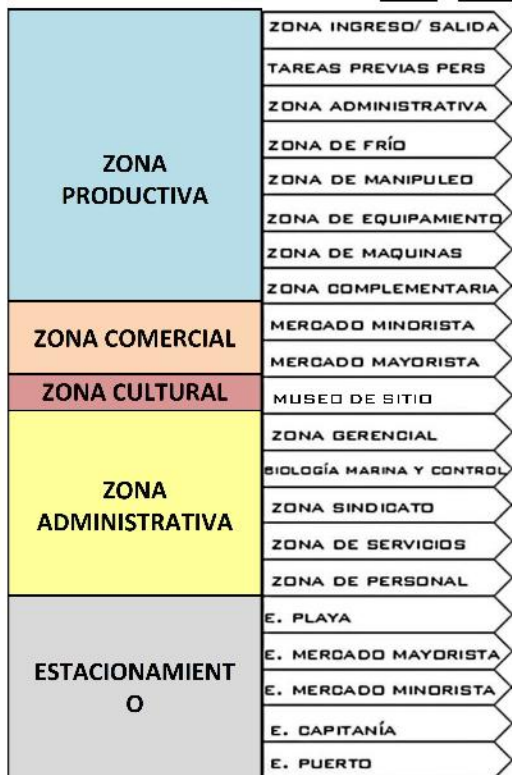 ZONA
PRODUCTIVA
ZONA INGRESO/ SALIDA
TAREAS PREVIAS PERS
ZONA ADMINISTRATIVA
ZONA DE FRÍO
ZONA DE MANIPULEO
ZONA DE EQUIPAMIENTO
ZONA DE MAQUINAS
ZONA COMPLEMENTARIA
ZONA COMERCIAL
MERCADO MINORISTA
MERCADO MAYORISTA
ZONA CULTURAL
MUSEO DE SITIO
ZONA
ADMINISTRATIVA
ZONA GERENCIAL
BIOLOGÍA MARINA Y CONTROL
ZONA SINDICATO
ZONA DE SERVICIOS
ZONA DE PERSONAL
ESTACIONAMIENT
O
E. PLAYA
E. MERCADO MAYORISTA
E. MERCADO MINORISTA
E. CAPITANÍA
E. PUERTO